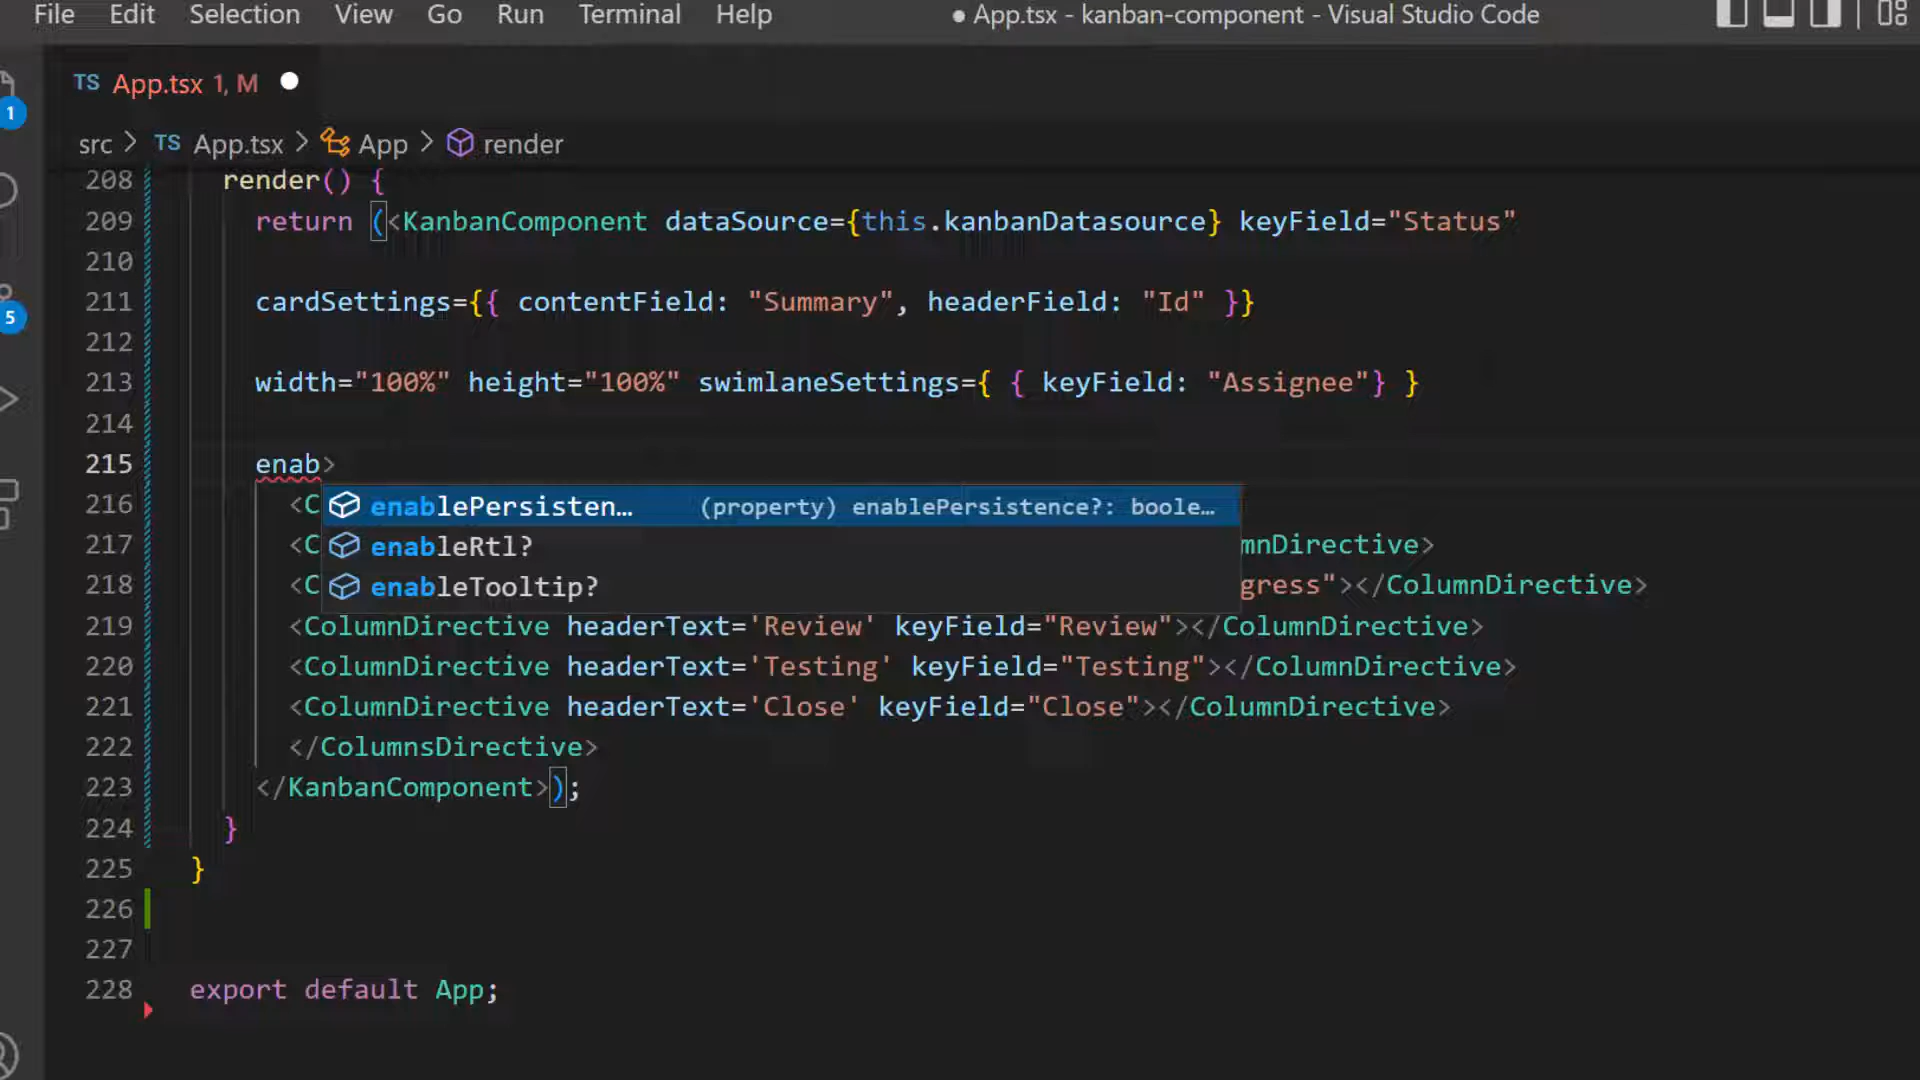 File Edit Selection View Go Run Terminal Help ● App.tsx - kanban-component - Visual Studio Code
TS App.tsx 1, M
1
src > TS App.tsx > App > render
208 render() {
209 return (<KanbanComponent dataSource={this.kanbanDatasource} keyField="Status"
210
211 cardSettings={{ contentField: "Summary", headerField: "Id" }}
5
212
213 width="100%" height="100%" swimlaneSettings={ { keyField: "Assignee"} }
214
215 enab>
216 <C enablePersisten… (property) enablePersistence?: boole…
217 <C enableRtl? mnDirective>
218 <C enableTooltip? gress"></ColumnDirective>
219 <ColumnDirective headerText='Review' keyField="Review"></ColumnDirective>
220 <ColumnDirective headerText='Testing' keyField="Testing"></ColumnDirective>
221 <ColumnDirective headerText='Close' keyField="Close"></ColumnDirective>
222 </ColumnsDirective>
223 </KanbanComponent>);
224 }
225 }
226
227
228 export default App;